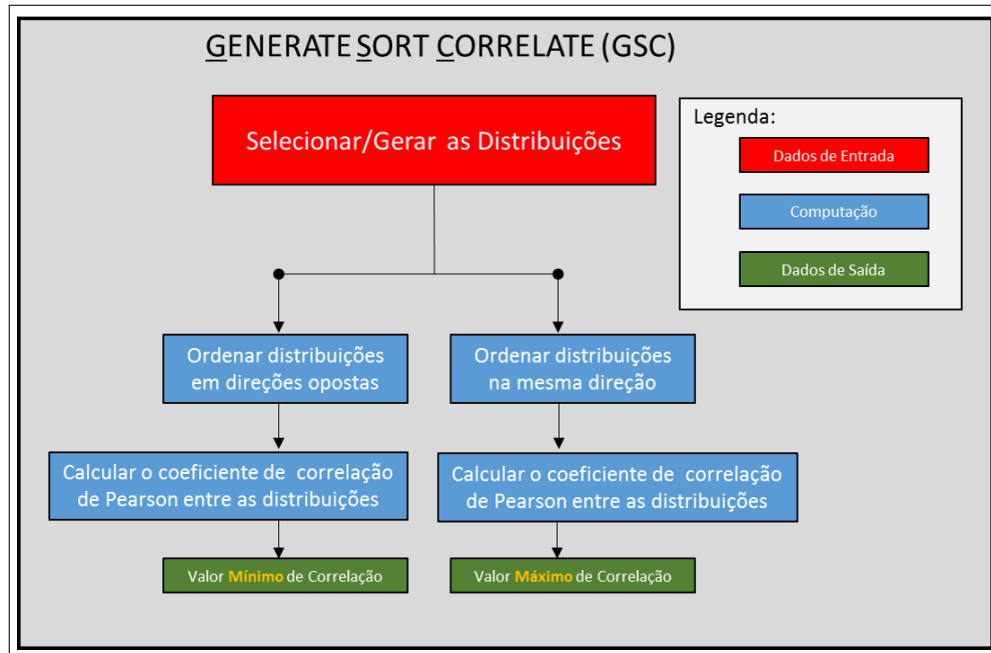 GENERATE SORT CORRELATE (GSC)
Selecionar/Gerar as Distribuições
Legenda:
Dados de Entrada
Computação
Dados de Saída
Ordenar distribuições
em direções opostas
Ordenar distribuições
na mesma direção
Calcular o coeficiente de correlação
de Pearson entre as distribuições
Calcular o coeficiente de correlação
de Pearson entre as distribuições
Valor Mínimo de Correlação
Valor Máximo de Correlação